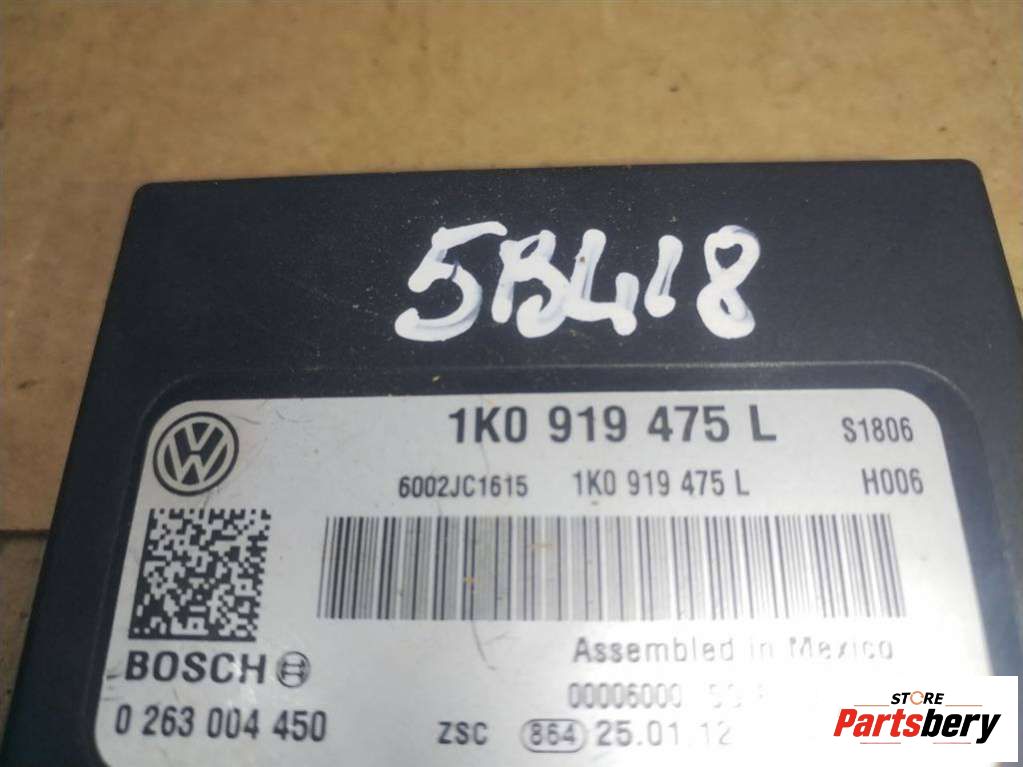 5BL18
1K0 919 475 L S1806
6002JC1615 1K0 919 475 L H006
BOSCH
Assembled in Mexico
00006000
0 263 004 450 ZSC 864 25.01.12
STORE
Partsbery